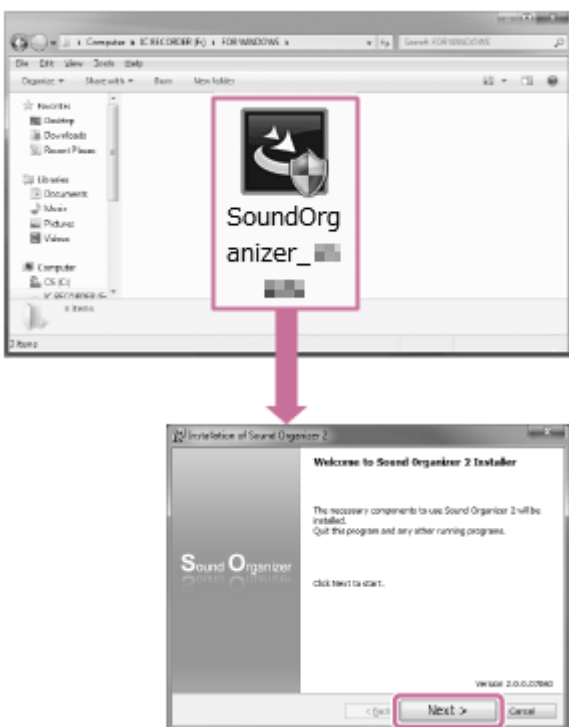 Computer ▸ IC RECORDER (F:) ▸ FOR WINDOWS ▸
Search FOR WINDOWS
File Edit View Tools Help
Organize ▾ Share with ▾ Burn New folder
Favorites
Desktop
Downloads
Recent Places
Libraries
Documents
Music
Pictures
Videos
Computer
OS (C:)
SoundOrg
anizer_
Installation of Sound Organizer 2
Welcome to Sound Organizer 2 Installer
The necessary components to use Sound Organizer 2 will be
installed.
Quit this program and any other running programs.
Sound Organizer
Click Next to start.
Version 2.0.0.07060
< Back Next > Cancel